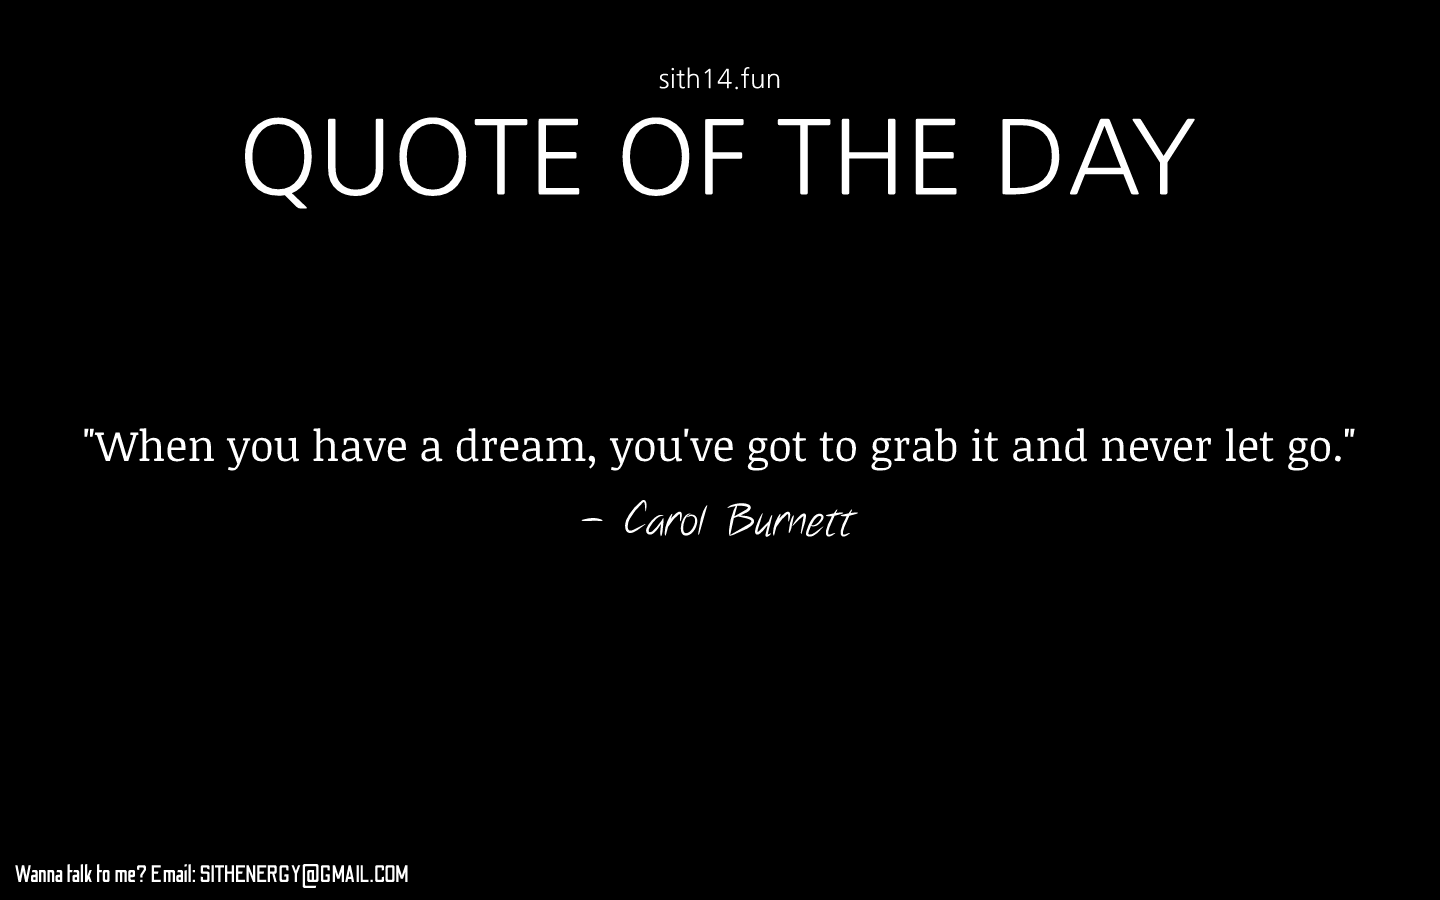 sith14.fun
QUOTE OF THE DAY
"When you have a dream, you've got to grab it and never let go."
- Carol Burnett
Wanna talk to me? Email: SITHENERGY@GMAIL.COM